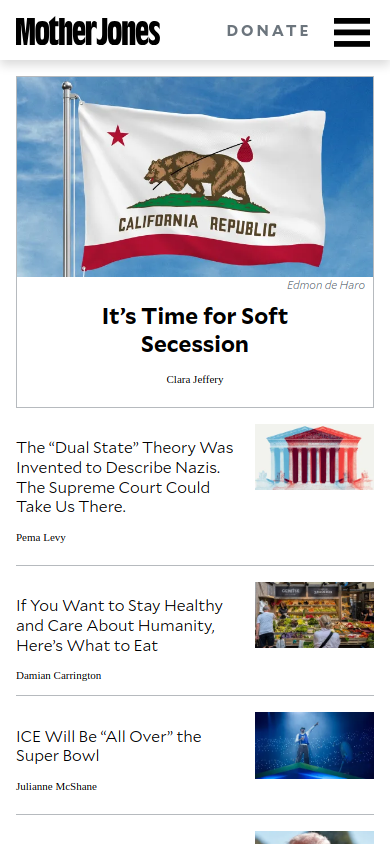 Mother Jones
DONATE
CALIFORNIA REPUBLIC
Edmon de Haro
It’s Time for Soft
Secession
Clara Jeffery
The “Dual State” Theory Was
Invented to Describe Nazis.
The Supreme Court Could
Take Us There.
Pema Levy
If You Want to Stay Healthy
and Care About Humanity,
Here’s What to Eat
Damian Carrington
ICE Will Be “All Over” the
Super Bowl
Julianne McShane